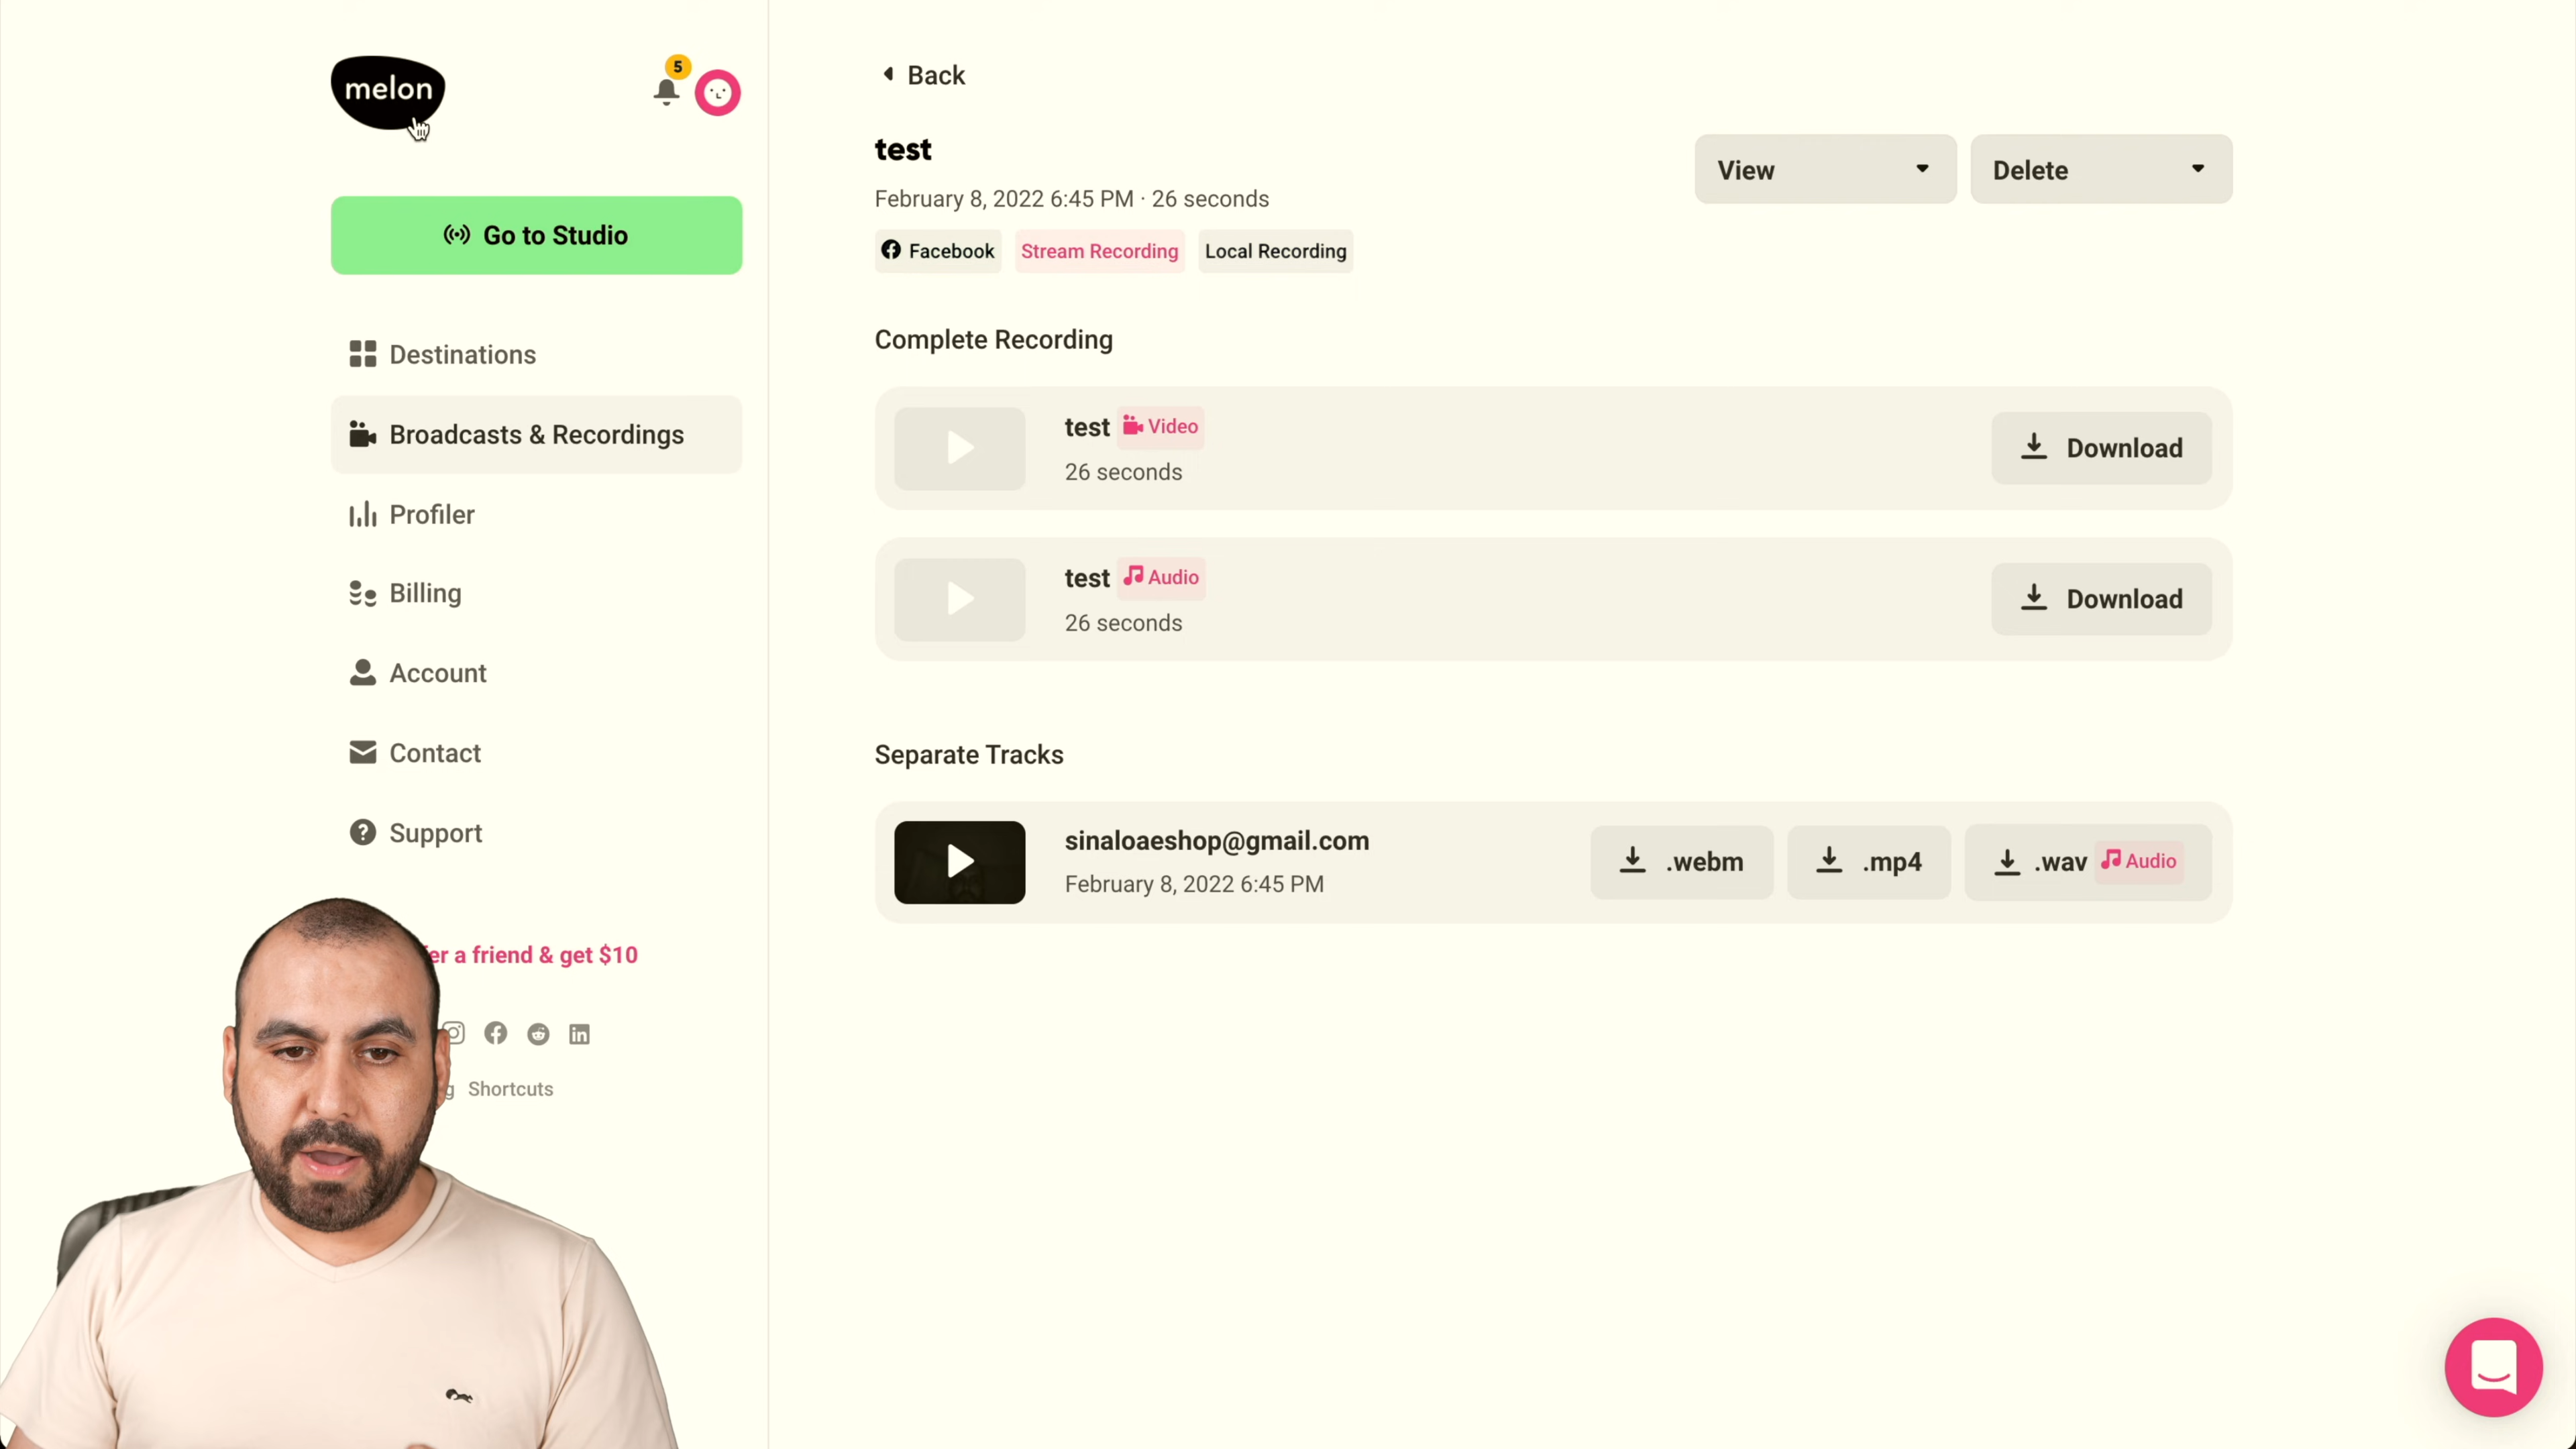 melon
5
Go to Studio
Destinations
Broadcasts & Recordings
Profiler
Billing
Account
Contact
Support
a friend & get $10
Shortcuts
Back
test
February 8, 2022 6:45 PM · 26 seconds
Facebook
Stream Recording
Local Recording
View
Delete
Complete Recording
test Video
26 seconds
Download
test Audio
26 seconds
Download
Separate Tracks
sinaloaeshop@gmail.com
February 8, 2022 6:45 PM
.webm
.mp4
.wav Audio